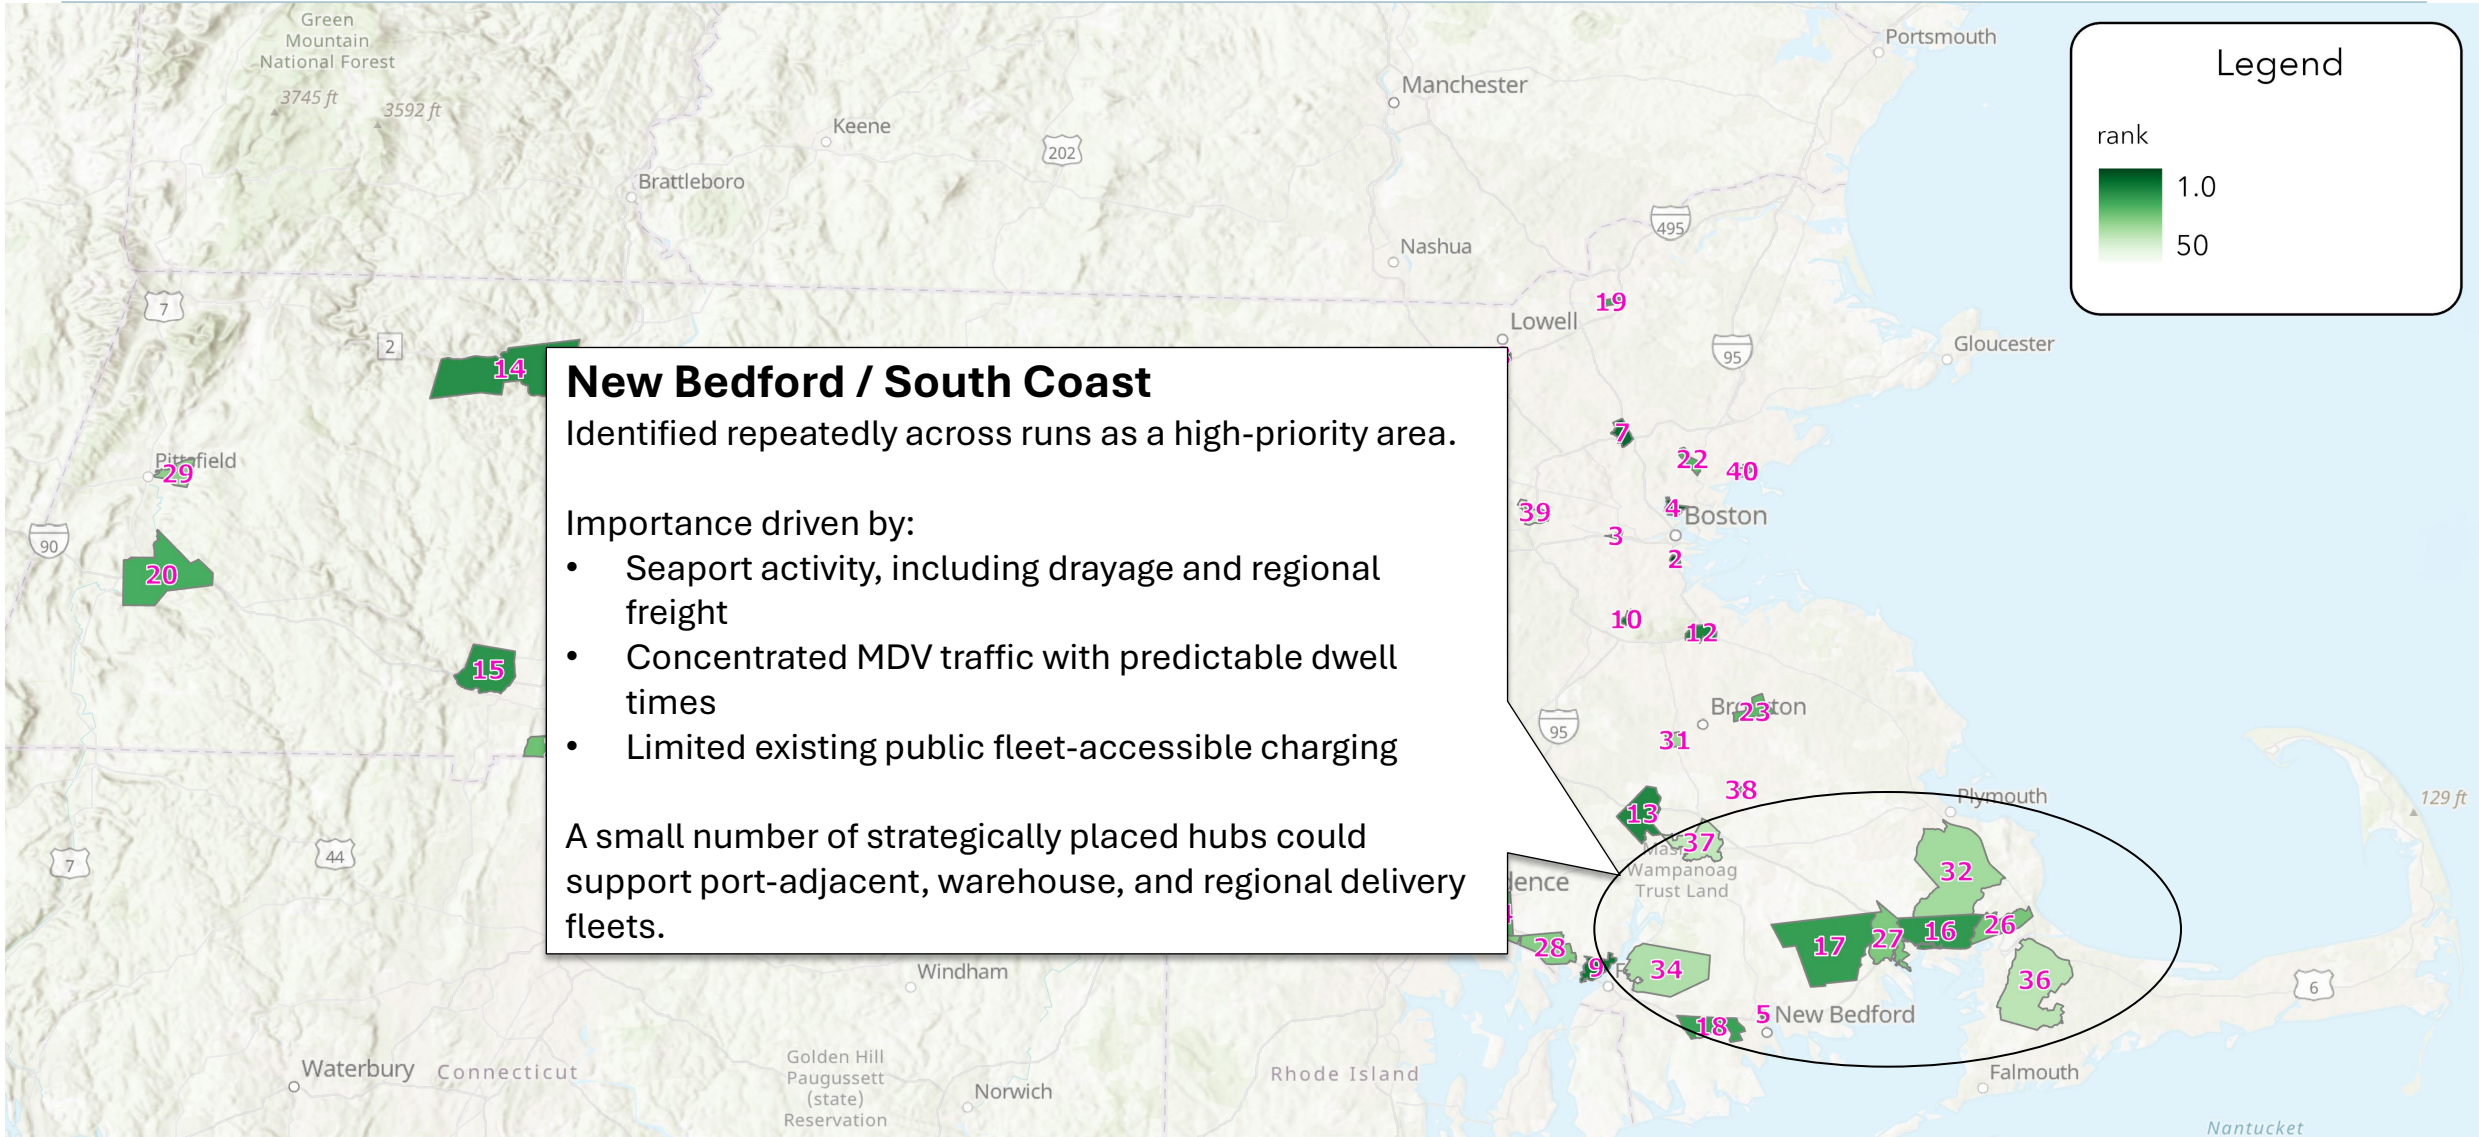 Green
Mountain
National Forest
3745 ft
3592 ft
Keene
202
Brattleboro
Manchester
Nashua
Portsmouth
495
Legend
rank
1.0
50
7
2
14
19
Lowell
95
Gloucester
Pittsfield
29
90
20
15
7
22
40
39
4
Boston
3
2
10
12
New Bedford / South Coast
Identified repeatedly across runs as a high-priority area.
Importance driven by:
• Seaport activity, including drayage and regional
freight
• Concentrated MDV traffic with predictable dwell
times
• Limited existing public fleet-accessible charging
A small number of strategically placed hubs could
support port-adjacent, warehouse, and regional delivery
fleets.
95
23
31
38
13
37
Wampanoag
Trust Land
Plymouth
129 ft
32
7
44
dence
28
9
34
17
27
16
26
36
6
5
New Bedford
18
Windham
Waterbury
Connecticut
Golden Hill
Paugussett
(state)
Reservation
Norwich
Rhode Island
Falmouth
Nantucket